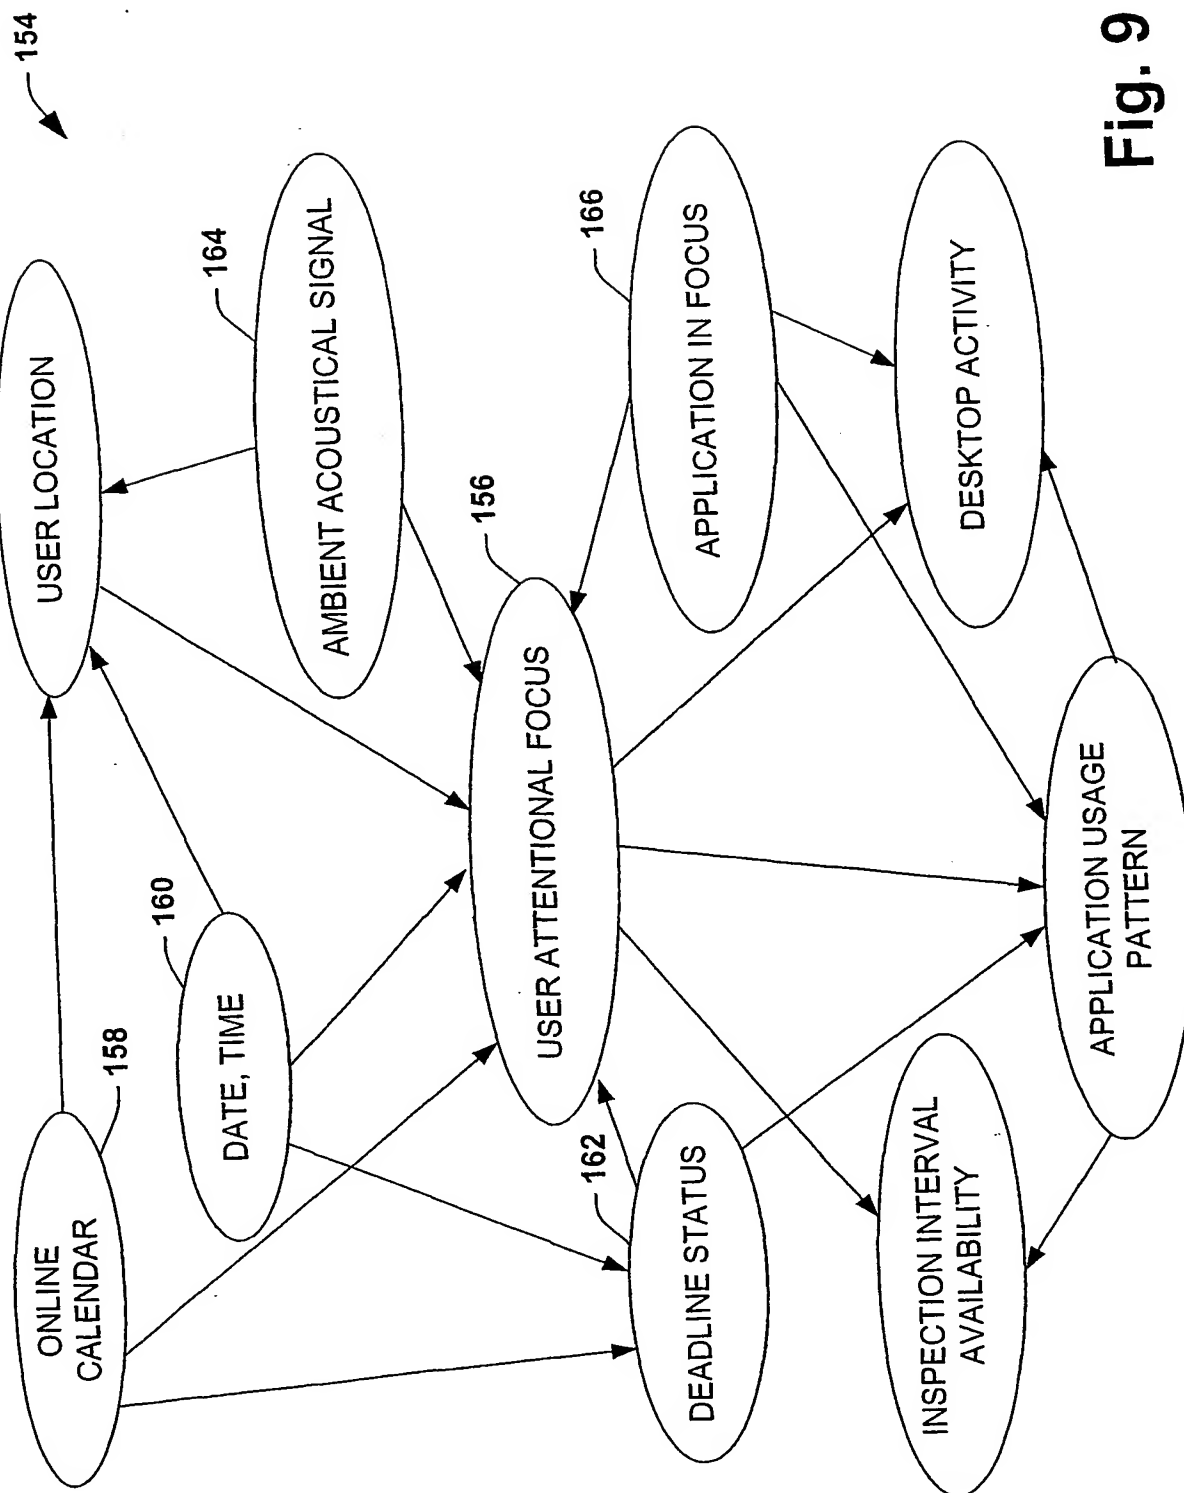 154
ONLINE
CALENDAR
158
USER LOCATION
DATE, TIME
160
AMBIENT ACOUSTICAL SIGNAL
164
USER ATTENTIONAL FOCUS
156
DEADLINE STATUS
162
APPLICATION IN FOCUS
166
INSPECTION INTERVAL
AVAILABILITY
DESKTOP ACTIVITY
APPLICATION USAGE
PATTERN
Fig. 9